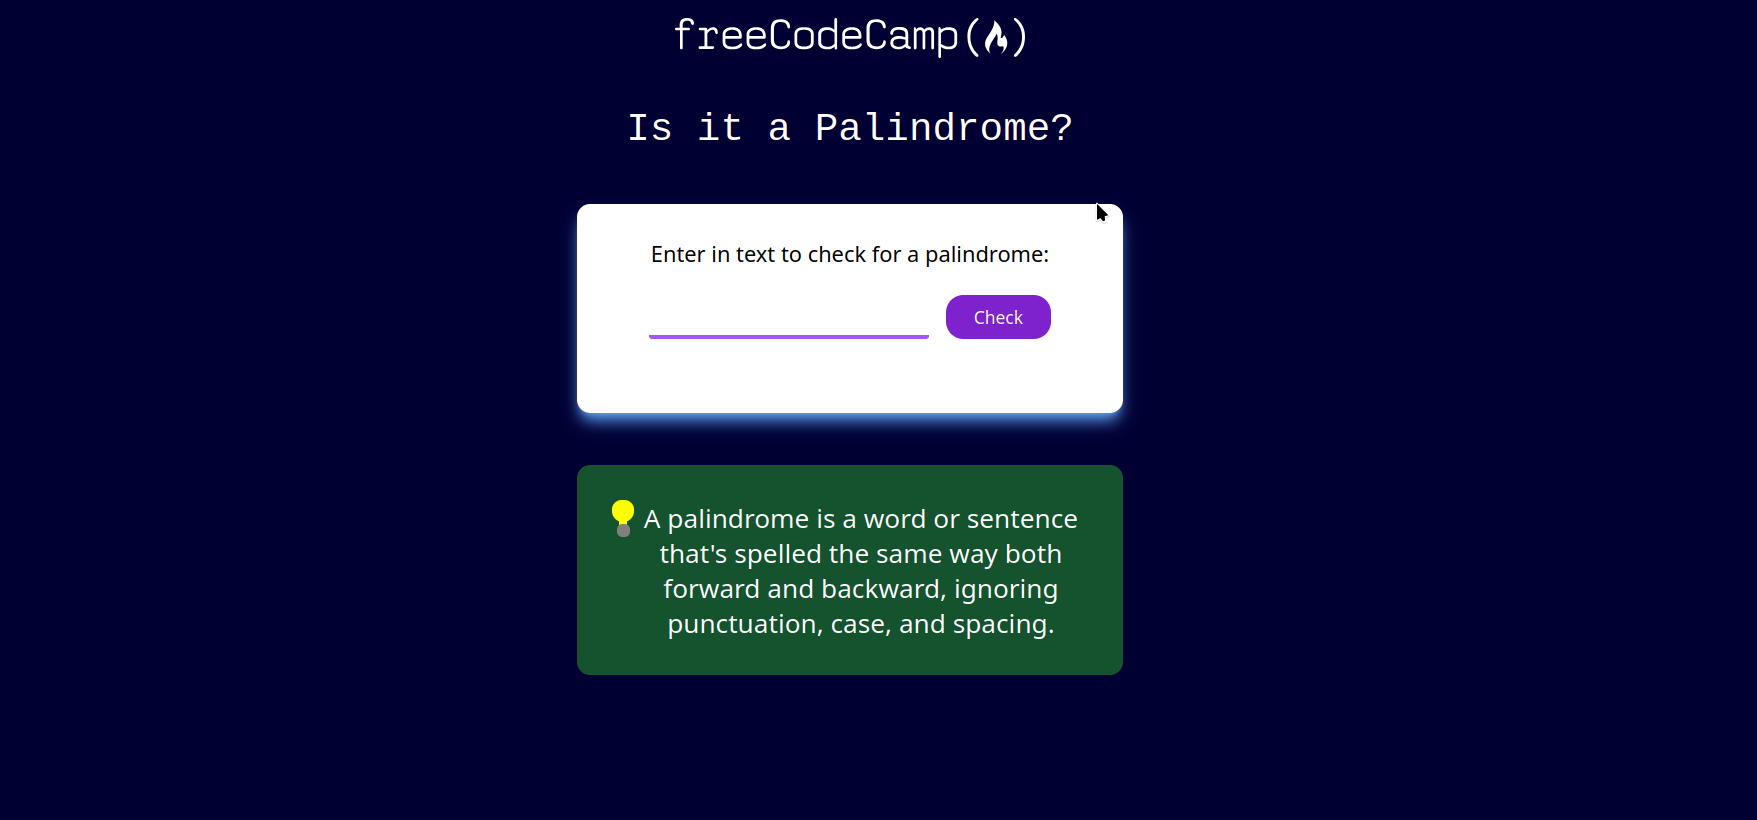 freeCodeCamp(🔥)
Is it a Palindrome?
Enter in text to check for a palindrome:
Check
A palindrome is a word or sentence
that's spelled the same way both
forward and backward, ignoring
punctuation, case, and spacing.